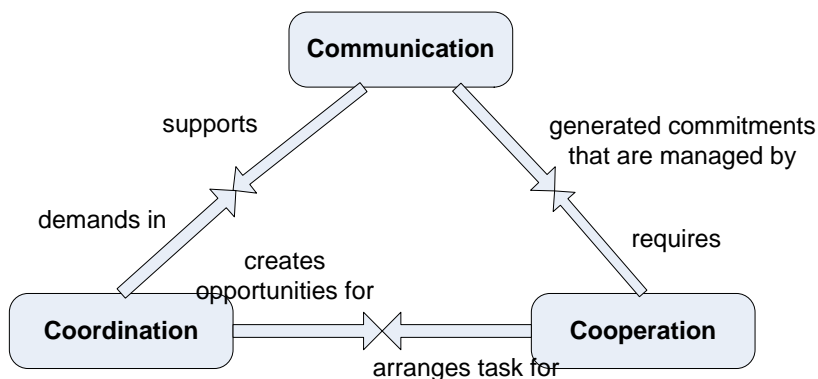 Communication
supports
generated commitments
that are managed by
demands in
requires
creates
opportunities for
Coordination
Cooperation
arranges task for